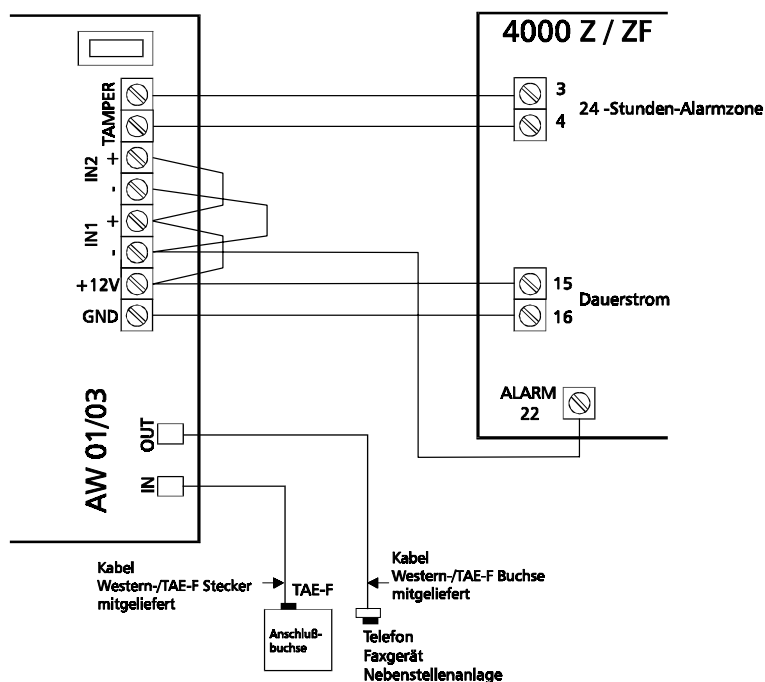 4000 Z / ZF
TAMPER
3
4
24 -Stunden-Alarmzone
IN2
+
-
IN1
+
-
+12V
GND
15
16
Dauerstrom
ALARM
22
AW 01/03
OUT
IN
Kabel
Western-/TAE-F Stecker
mitgeliefert
TAE-F
Anschluß-
buchse
Kabel
Western-/TAE-F Buchse
mitgeliefert
Telefon
Faxgerät
Nebenstellenanlage